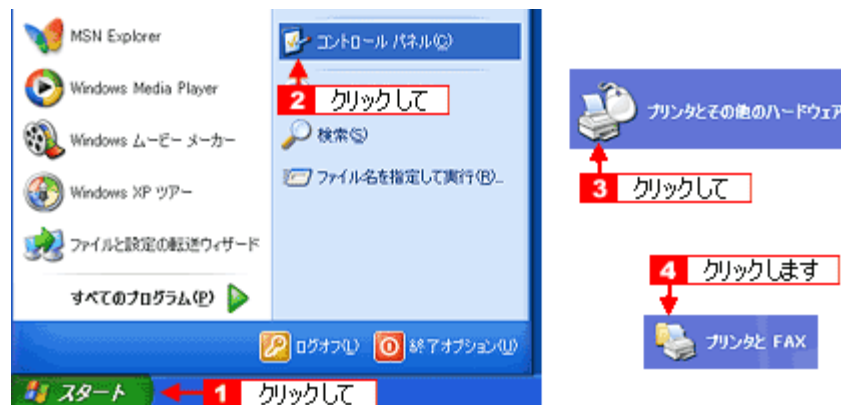 MSN Explorer
Windows Media Player
Windows ムービー メーカー
Windows XP ツアー
ファイルと設定の転送ウィザード
すべてのプログラム(P)
コントロール パネル(C)
2 クリックして
検索(S)
ファイル名を指定して実行(R)...
ログオフ(L)
終了オプション(U)
スタート
1 クリックして
プリンタとその他のハードウェア
3 クリックして
4 クリックします
プリンタと FAX